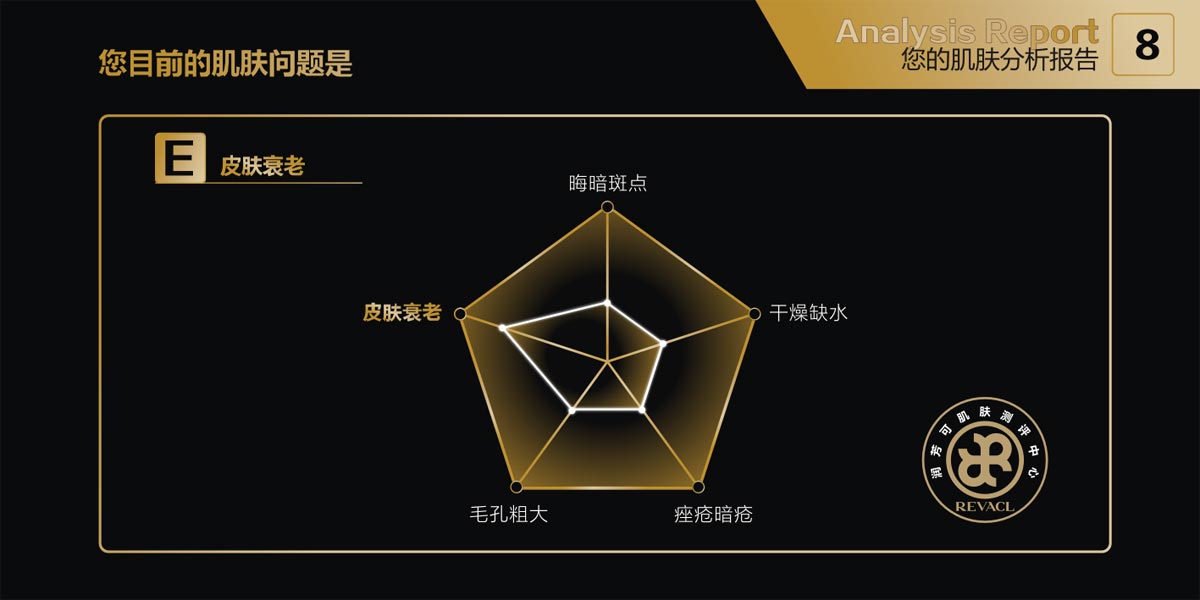 您目前的肌肤问题是
Analysis Report
您的肌肤分析报告
8
E
皮肤衰老
晦暗斑点
皮肤衰老
干燥缺水
毛孔粗大
痤疮暗疮
润芳可肌肤测评中心
REVACL